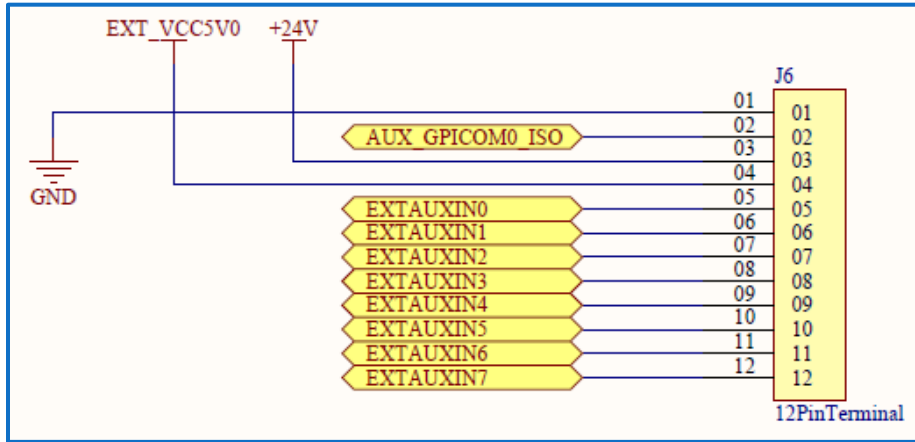 EXT_VCC5V0 +24V
J6
01 01
AUX_GPICOM0_ISO 02 02
03 03
04 04
GND
EXTAUXIN0 05 05
EXTAUXIN1 06 06
EXTAUXIN2 07 07
EXTAUXIN3 08 08
EXTAUXIN4 09 09
EXTAUXIN5 10 10
EXTAUXIN6 11 11
EXTAUXIN7 12 12
12PinTerminal